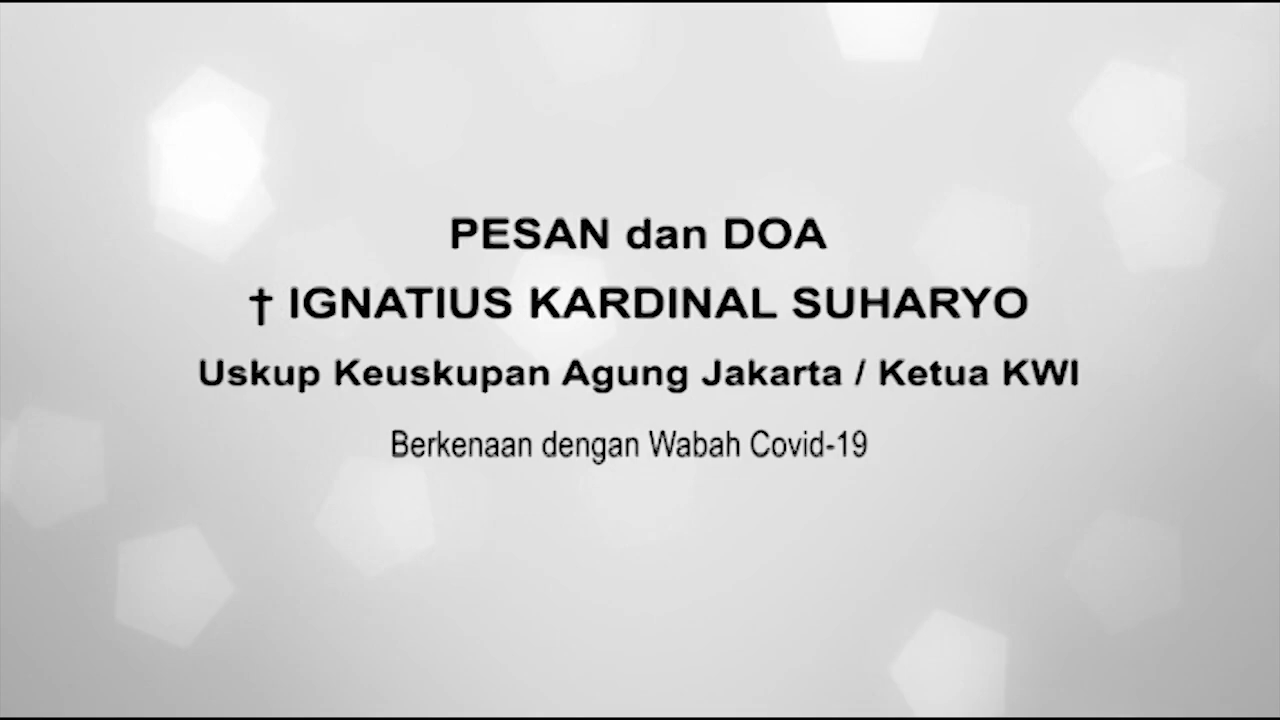 PESAN dan DOA
† IGNATIUS KARDINAL SUHARYO
Uskup Keuskupan Agung Jakarta / Ketua KWI
Berkenaan dengan Wabah Covid-19